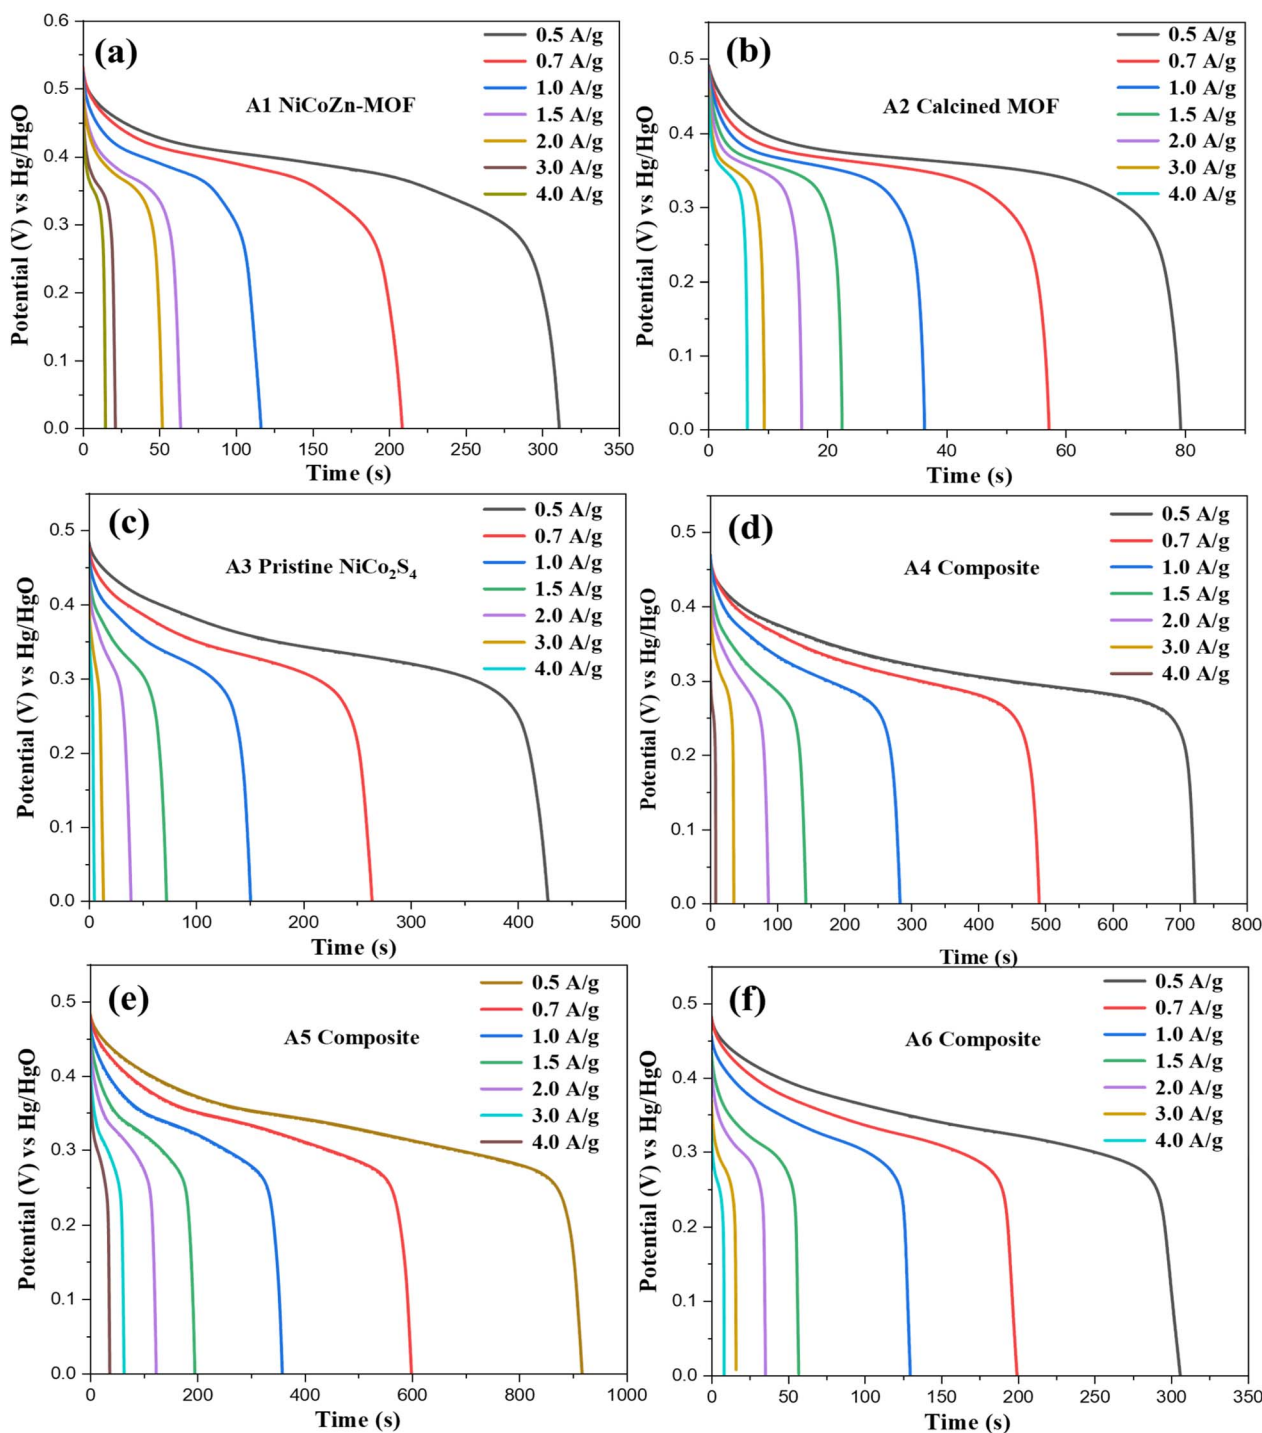 (a)
A1 NiCoZn-MOF
0.5 A/g
0.7 A/g
1.0 A/g
1.5 A/g
2.0 A/g
3.0 A/g
4.0 A/g
Potential (V) vs Hg/HgO
0.6
0.5
0.4
0.3
0.2
0.1
0.0
0 50 100 150 200 250 300 350
Time (s)
(b)
A2 Calcined MOF
0.5 A/g
0.7 A/g
1.0 A/g
1.5 A/g
2.0 A/g
3.0 A/g
4.0 A/g
Potential (V) vs Hg/HgO
0.5
0.4
0.3
0.2
0.1
0.0
0 20 40 60 80
Time (s)
(c)
A3 Pristine NiCo₂S₄
0.5 A/g
0.7 A/g
1.0 A/g
1.5 A/g
2.0 A/g
3.0 A/g
4.0 A/g
Potential (V) vs Hg/HgO
0.5
0.4
0.3
0.2
0.1
0.0
0 100 200 300 400 500
Time (s)
(d)
A4 Composite
0.5 A/g
0.7 A/g
1.0 A/g
1.5 A/g
2.0 A/g
3.0 A/g
4.0 A/g
Potential (V) vs Hg/HgO
0.5
0.4
0.3
0.2
0.1
0.0
0 100 200 300 400 500 600 700 800
Time (s)
(e)
A5 Composite
0.5 A/g
0.7 A/g
1.0 A/g
1.5 A/g
2.0 A/g
3.0 A/g
4.0 A/g
Potential (V) vs Hg/HgO
0.5
0.4
0.3
0.2
0.1
0.0
0 200 400 600 800 1000
Time (s)
(f)
A6 Composite
0.5 A/g
0.7 A/g
1.0 A/g
1.5 A/g
2.0 A/g
3.0 A/g
4.0 A/g
Potential (V) vs Hg/HgO
0.5
0.4
0.3
0.2
0.1
0.0
0 50 100 150 200 250 300 350
Time (s)